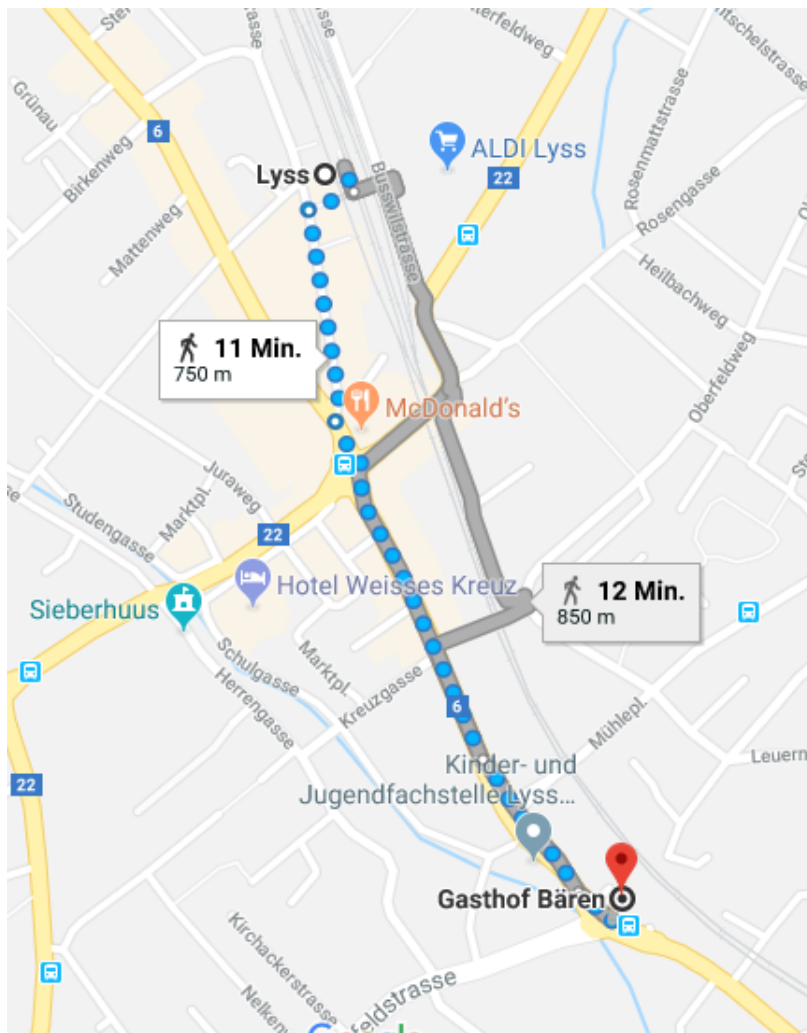 Grünau
Birkenweg
6
Mattenweg
Lyss
Busswilstrasse
ALDI Lyss
22
Rosenmattstrasse
Rosengasse
Heilbachweg
Oberfeldweg
11 Min.
750 m
McDonald's
Juraweg
Marktpl.
Studengasse
22
Hotel Weisses Kreuz
Sieberhuus
12 Min.
850 m
Schulgasse
Herrengasse
Marktpl.
Kreuzgasse
6
Mühlepl.
Kinder- und
Jugendfachstelle Lyss...
22
Gasthof Bären